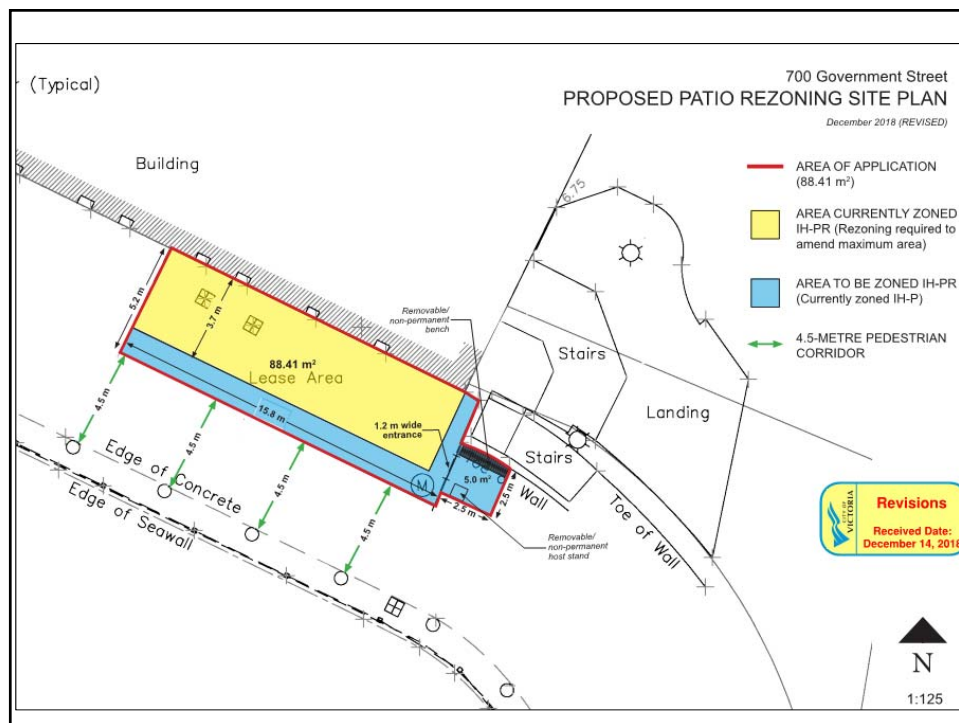 r (Typical)
700 Government Street
PROPOSED PATIO REZONING SITE PLAN
December 2018 (REVISED)
Building
6.75
AREA OF APPLICATION
(88.41 m²)
AREA CURRENTLY ZONED
IH-PR (Rezoning required to
amend maximum area)
AREA TO BE ZONED IH-PR
(Currently zoned IH-P)
4.5-METRE PEDESTRIAN
CORRIDOR
5.2 m
3.7 m
Removable/
non-permanent
bench
88.41 m²
Lease Area
15.8 m
1.2 m wide
entrance
Stairs
Landing
Stairs
4.5 m
4.5 m
4.5 m
4.5 m
Edge of Concrete
Edge of Seawall
M
5.0 m²
2.5 m
2.5 m
Wall
Toe of Wall
Removable/
non-permanent
host stand
CITY OF
VICTORIA
Revisions
Received Date:
December 14, 2018
N
1:125